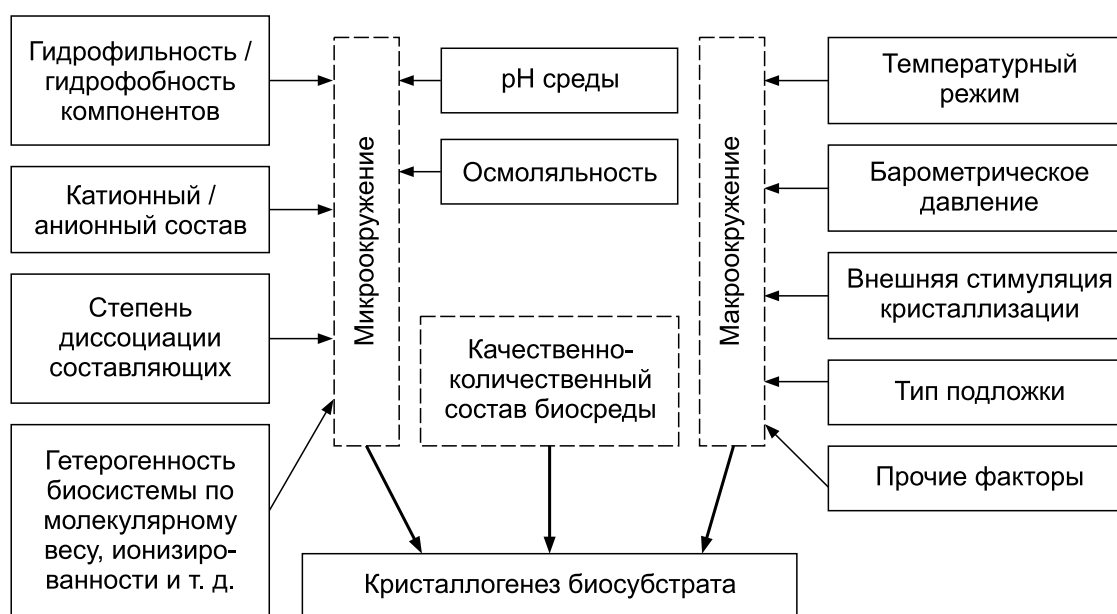 Гидрофильность /
гидрофобность
компонентов
Катионный /
анионный состав
Степень
диссоциации
составляющих
Гетерогенность
биосистемы по
молекулярному
весу, ионизиро-
ванности и т. д.
Микроокружение
pH среды
Осмоляльность
Качественно-
количественный
состав биосреды
Макроокружение
Температурный
режим
Барометрическое
давление
Внешняя стимуляция
кристаллизации
Тип подложки
Прочие факторы
Кристаллогенез биосубстрата